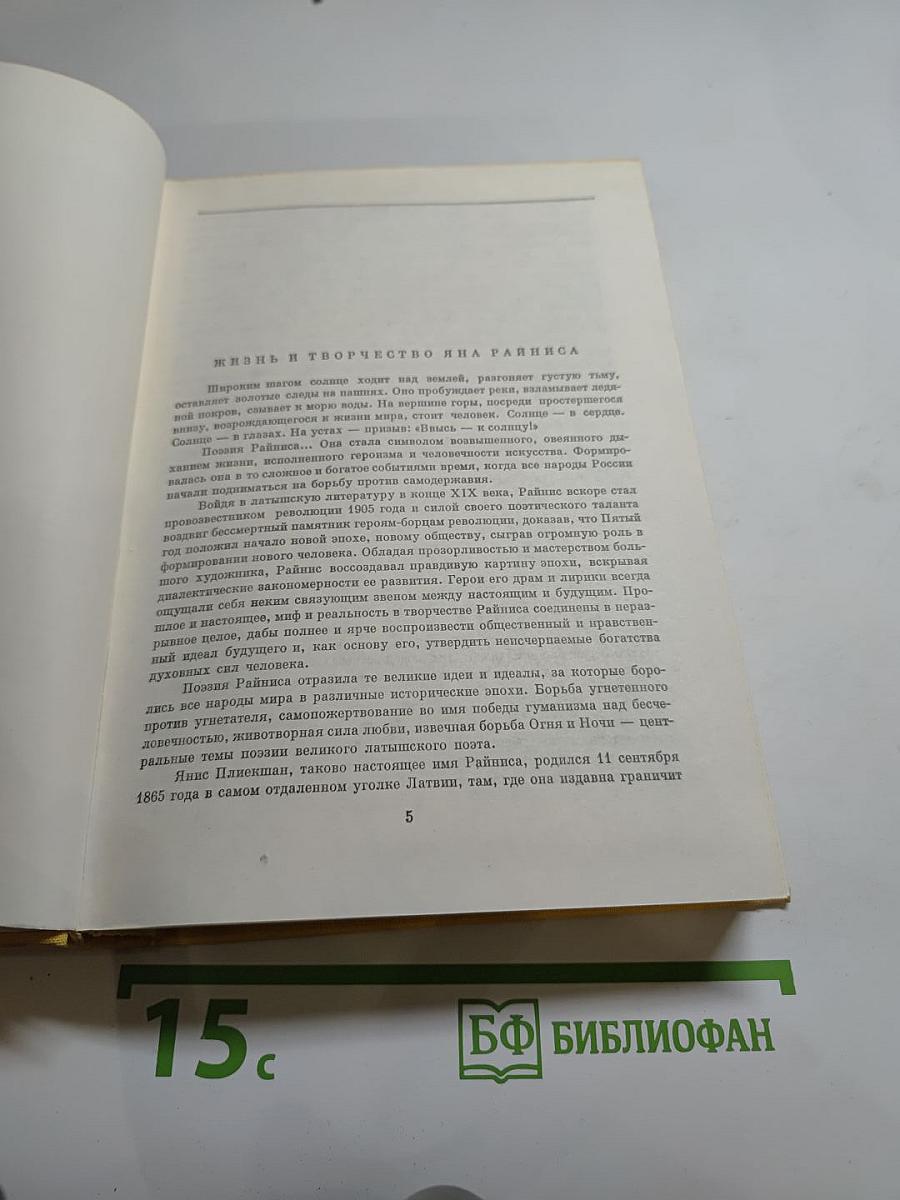 ЖИЗНЬ И ТВОРЧЕСТВО ЯНА РАЙНИСА
Широким шагом солнце ходит над землей, разгоняет густую тьму,
оставляет золотые следы на пашнях. Оно пробуждает реки, взламывает ледя-
ной покров, сзывает к морю воды. На вершине горы, посреди простершегося
внизу, возрождающегося к жизни мира, стоит человек. Солнце — в сердце.
Солнце — в глазах. На устах — призыв: «Ввысь — к солнцу!»
Поэзия Райниса... Она стала символом возвышенного, овеянного ды-
ханием жизни, исполненного героизма и человечности искусства. Формиро-
валась она в то сложное и богатое событиями время, когда все народы России
начали подниматься на борьбу против самодержавия.
Войдя в латышскую литературу в конце XIX века, Райнис вскоре стал
провозвестником революции 1905 года и силой своего поэтического таланта
воздвиг бессмертный памятник героям-борцам революции, доказав, что Пятый
год положил начало новой эпохе, новому обществу, сыграв огромную роль в
формировании нового человека. Обладая прозорливостью и мастерством боль-
шого художника, Райнис воссоздавал правдивую картину эпохи, вскрывая
диалектические закономерности ее развития. Герои его драм и лирики всегда
ощущали себя неким связующим звеном между настоящим и будущим. Про-
шлое и настоящее, миф и реальность в творчестве Райниса соединены в нераз-
рывное целое, дабы полнее и ярче воспроизвести общественный и нравствен-
ный идеал будущего и, как основу его, утвердить неисчерпаемые богатства
духовных сил человека.
Поэзия Райниса отразила те великие идеи и идеалы, за которые боро-
лись все народы мира в различные исторические эпохи. Борьба угнетенного
против угнетателя, самопожертвование во имя победы гуманизма над бесче-
ловечностью, животворная сила любви, извечная борьба Огня и Ночи — цент-
ральные темы поэзии великого латышского поэта.
Янис Плиекшан, таково настоящее имя Райниса, родился 11 сентября
1865 года в самом отдаленном уголке Латвии, там, где она издавна граничит
5
15 с
БФ БИБЛИОФАН